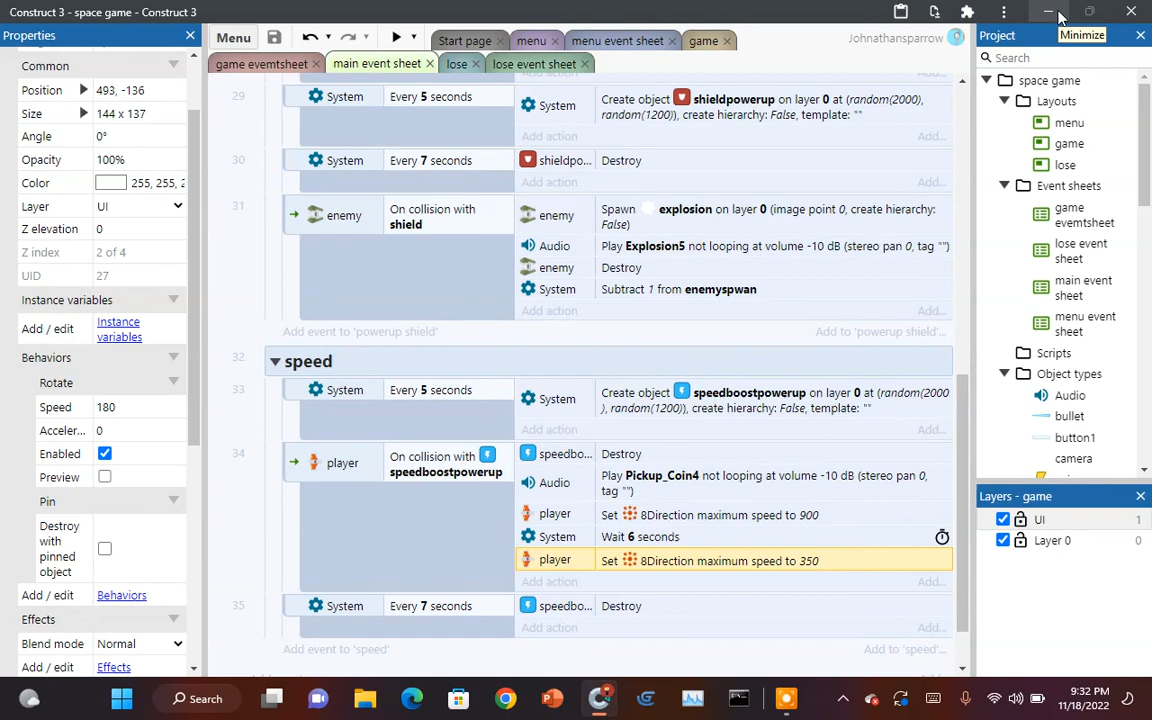 Construct 3 - space game - Construct 3
Minimize
Properties
Common
Position 493, -136
Size 144 x 137
Angle 0°
Opacity 100%
Color 255, 255, 2
Layer UI
Z elevation 0
Z index 2 of 4
UID 27
Instance variables
Add / edit Instance variables
Behaviors
Rotate
Speed 180
Acceler... 0
Enabled
Preview
Pin
Destroy
with
pinned
object
Add / edit Behaviors
Effects
Blend mode Normal
Add / edit Effects
Menu
Start page
menu
menu event sheet
game
Johnathansparrow
game evemtsheet
main event sheet
lose
lose event sheet
29 System Every 5 seconds
System Create object shieldpowerup on layer 0 at (random(2000),
random(1200)), create hierarchy: False, template: ""
Add action Add...
30 System Every 7 seconds
shieldpo... Destroy
Add action Add...
31 enemy On collision with
shield
enemy Spawn explosion on layer 0 (image point 0, create hierarchy:
False)
Audio Play Explosion5 not looping at volume -10 dB (stereo pan 0, tag "")
enemy Destroy
System Subtract 1 from enemyspwan
Add action Add...
Add event to 'powerup shield' Add to 'powerup shield'...
32 speed
33 System Every 5 seconds
System Create object speedboostpowerup on layer 0 at (random(2000
), random(1200)), create hierarchy: False, template: ""
Add action Add...
34 player On collision with
speedboostpowerup
speedbo... Destroy
Audio Play Pickup_Coin4 not looping at volume -10 dB (stereo pan 0,
tag "")
player Set 8Direction maximum speed to 900
System Wait 6 seconds
player Set 8Direction maximum speed to 350
Add action Add...
35 System Every 7 seconds
speedbo... Destroy
Add action Add...
Add event to 'speed' Add to 'speed'...
Project
Search
space game
Layouts
menu
game
lose
Event sheets
game
evemtsheet
lose event
sheet
main event
sheet
menu event
sheet
Scripts
Object types
Audio
bullet
button1
camera
Layers - game
UI 1
Layer 0 0
Search
9:32 PM
11/18/2022